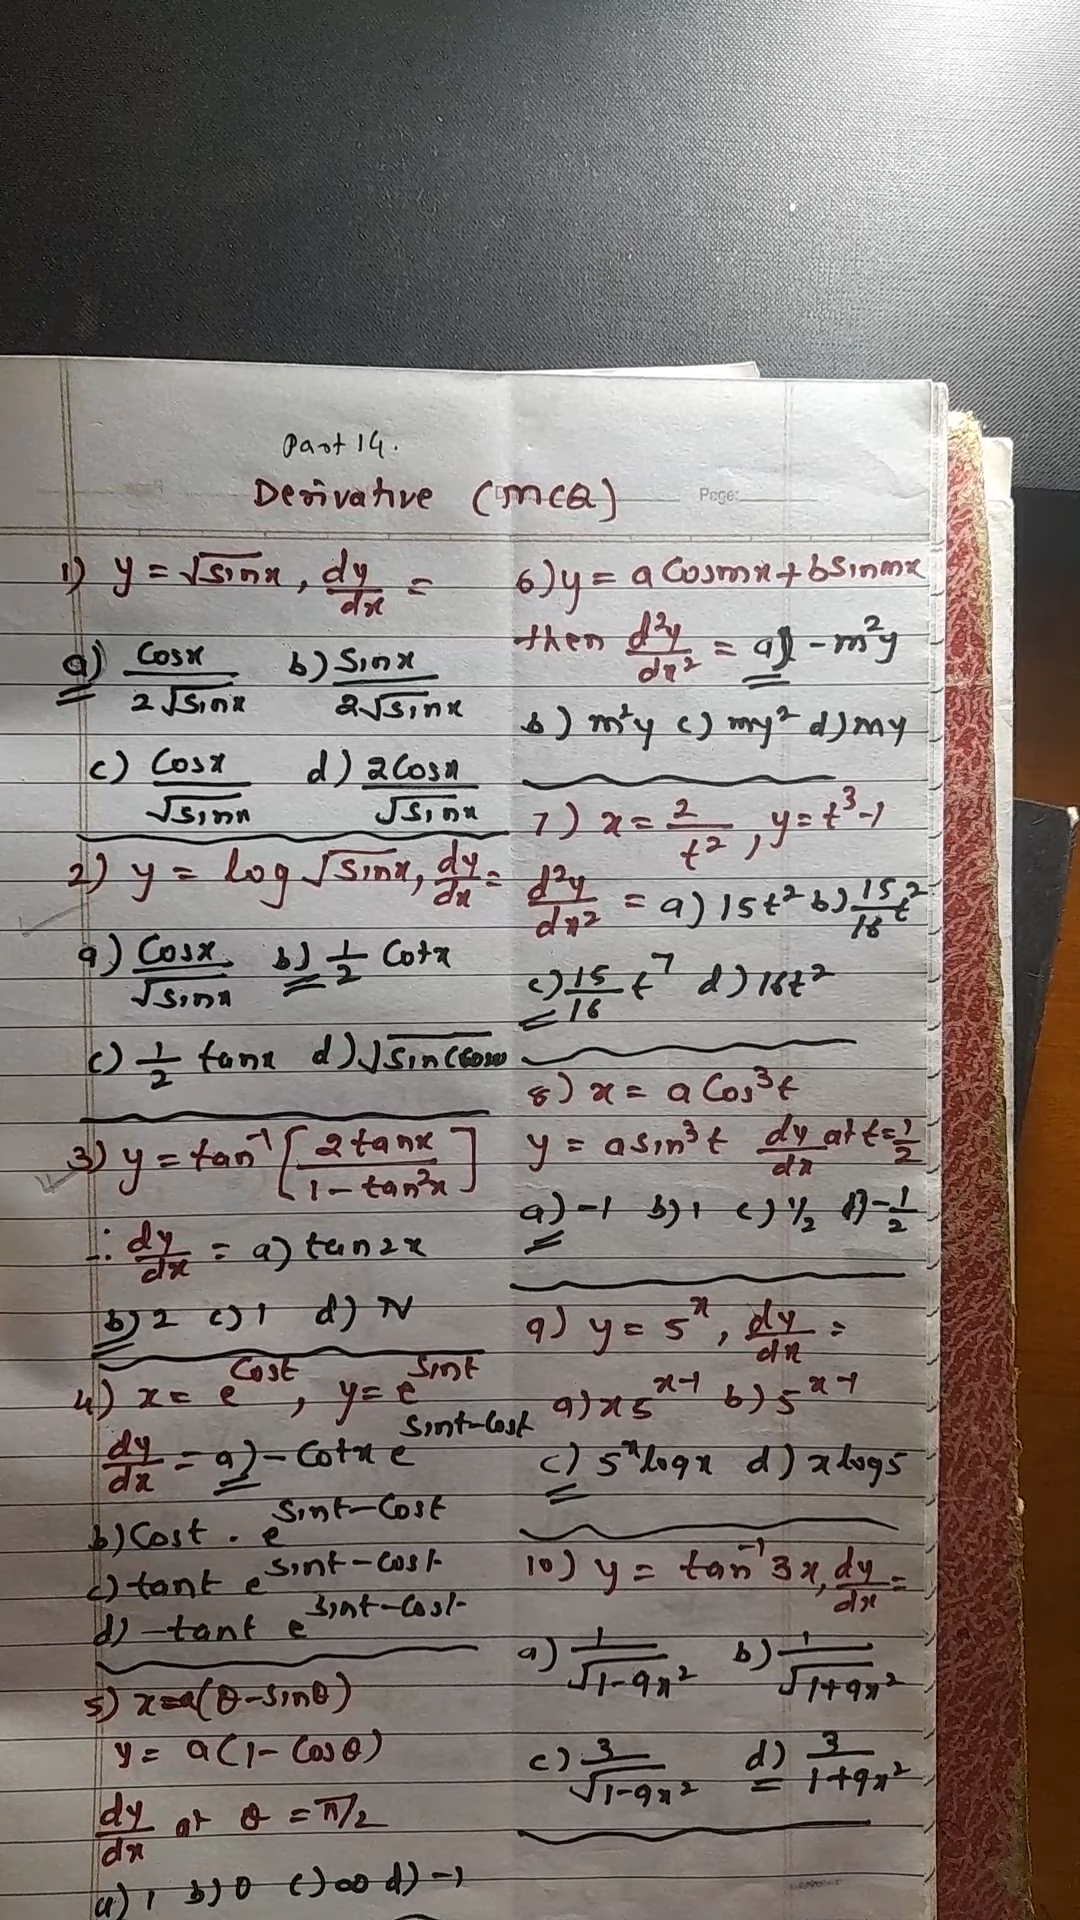 Part 14.
Derivative (MCQ)
Page:
1) y = √sinx, dy/dx =
a) cosx/2√sinx b) sinx/2√sinx
c) cosx/√sinx d) 2cosx/√sinx
2) y = log √sinx, dy/dx =
a) cosx/√sinx b) 1/2 cotx
c) 1/2 tanx d) √sin(cosx)
3) y = tan⁻¹[2tanx/1-tan²x]
∴ dy/dx = a) tan2x
b) 2 c) 1 d) π
4) x = e^cost, y = e^sint
dy/dx = a) -cotx e^sint-cost
b) cost . e^sint-cost
c) tant e^sint-cost
d) -tant e^sint-cost
5) x=a(θ-sinθ)
y = a(1-cosθ)
dy/dx at θ = π/2
a) 1 b) 0 c) ∞ d) -1
6) y = a cosmx + b sinmx
then d²y/dx² = a) -m²y
b) m²y c) my² d) my
7) x = 2/t², y = t³-1
d²y/dx² = a) 15t² b) 15/16 t²
c) 15/16 t⁷ d) 16t²
8) x = a cos³t
y = a sin³t dy/dx at t = 1/2
a) -1 b) 1 c) 1/2 d) -1/2
9) y = 5^x, dy/dx =
a) x5^x-1 b) 5^x-1
c) 5^x logx d) x log5
10) y = tan⁻¹3x, dy/dx =
a) 1/√1-9x² b) 1/√1+9x²
c) 3/√1-9x² d) 3/1+9x²